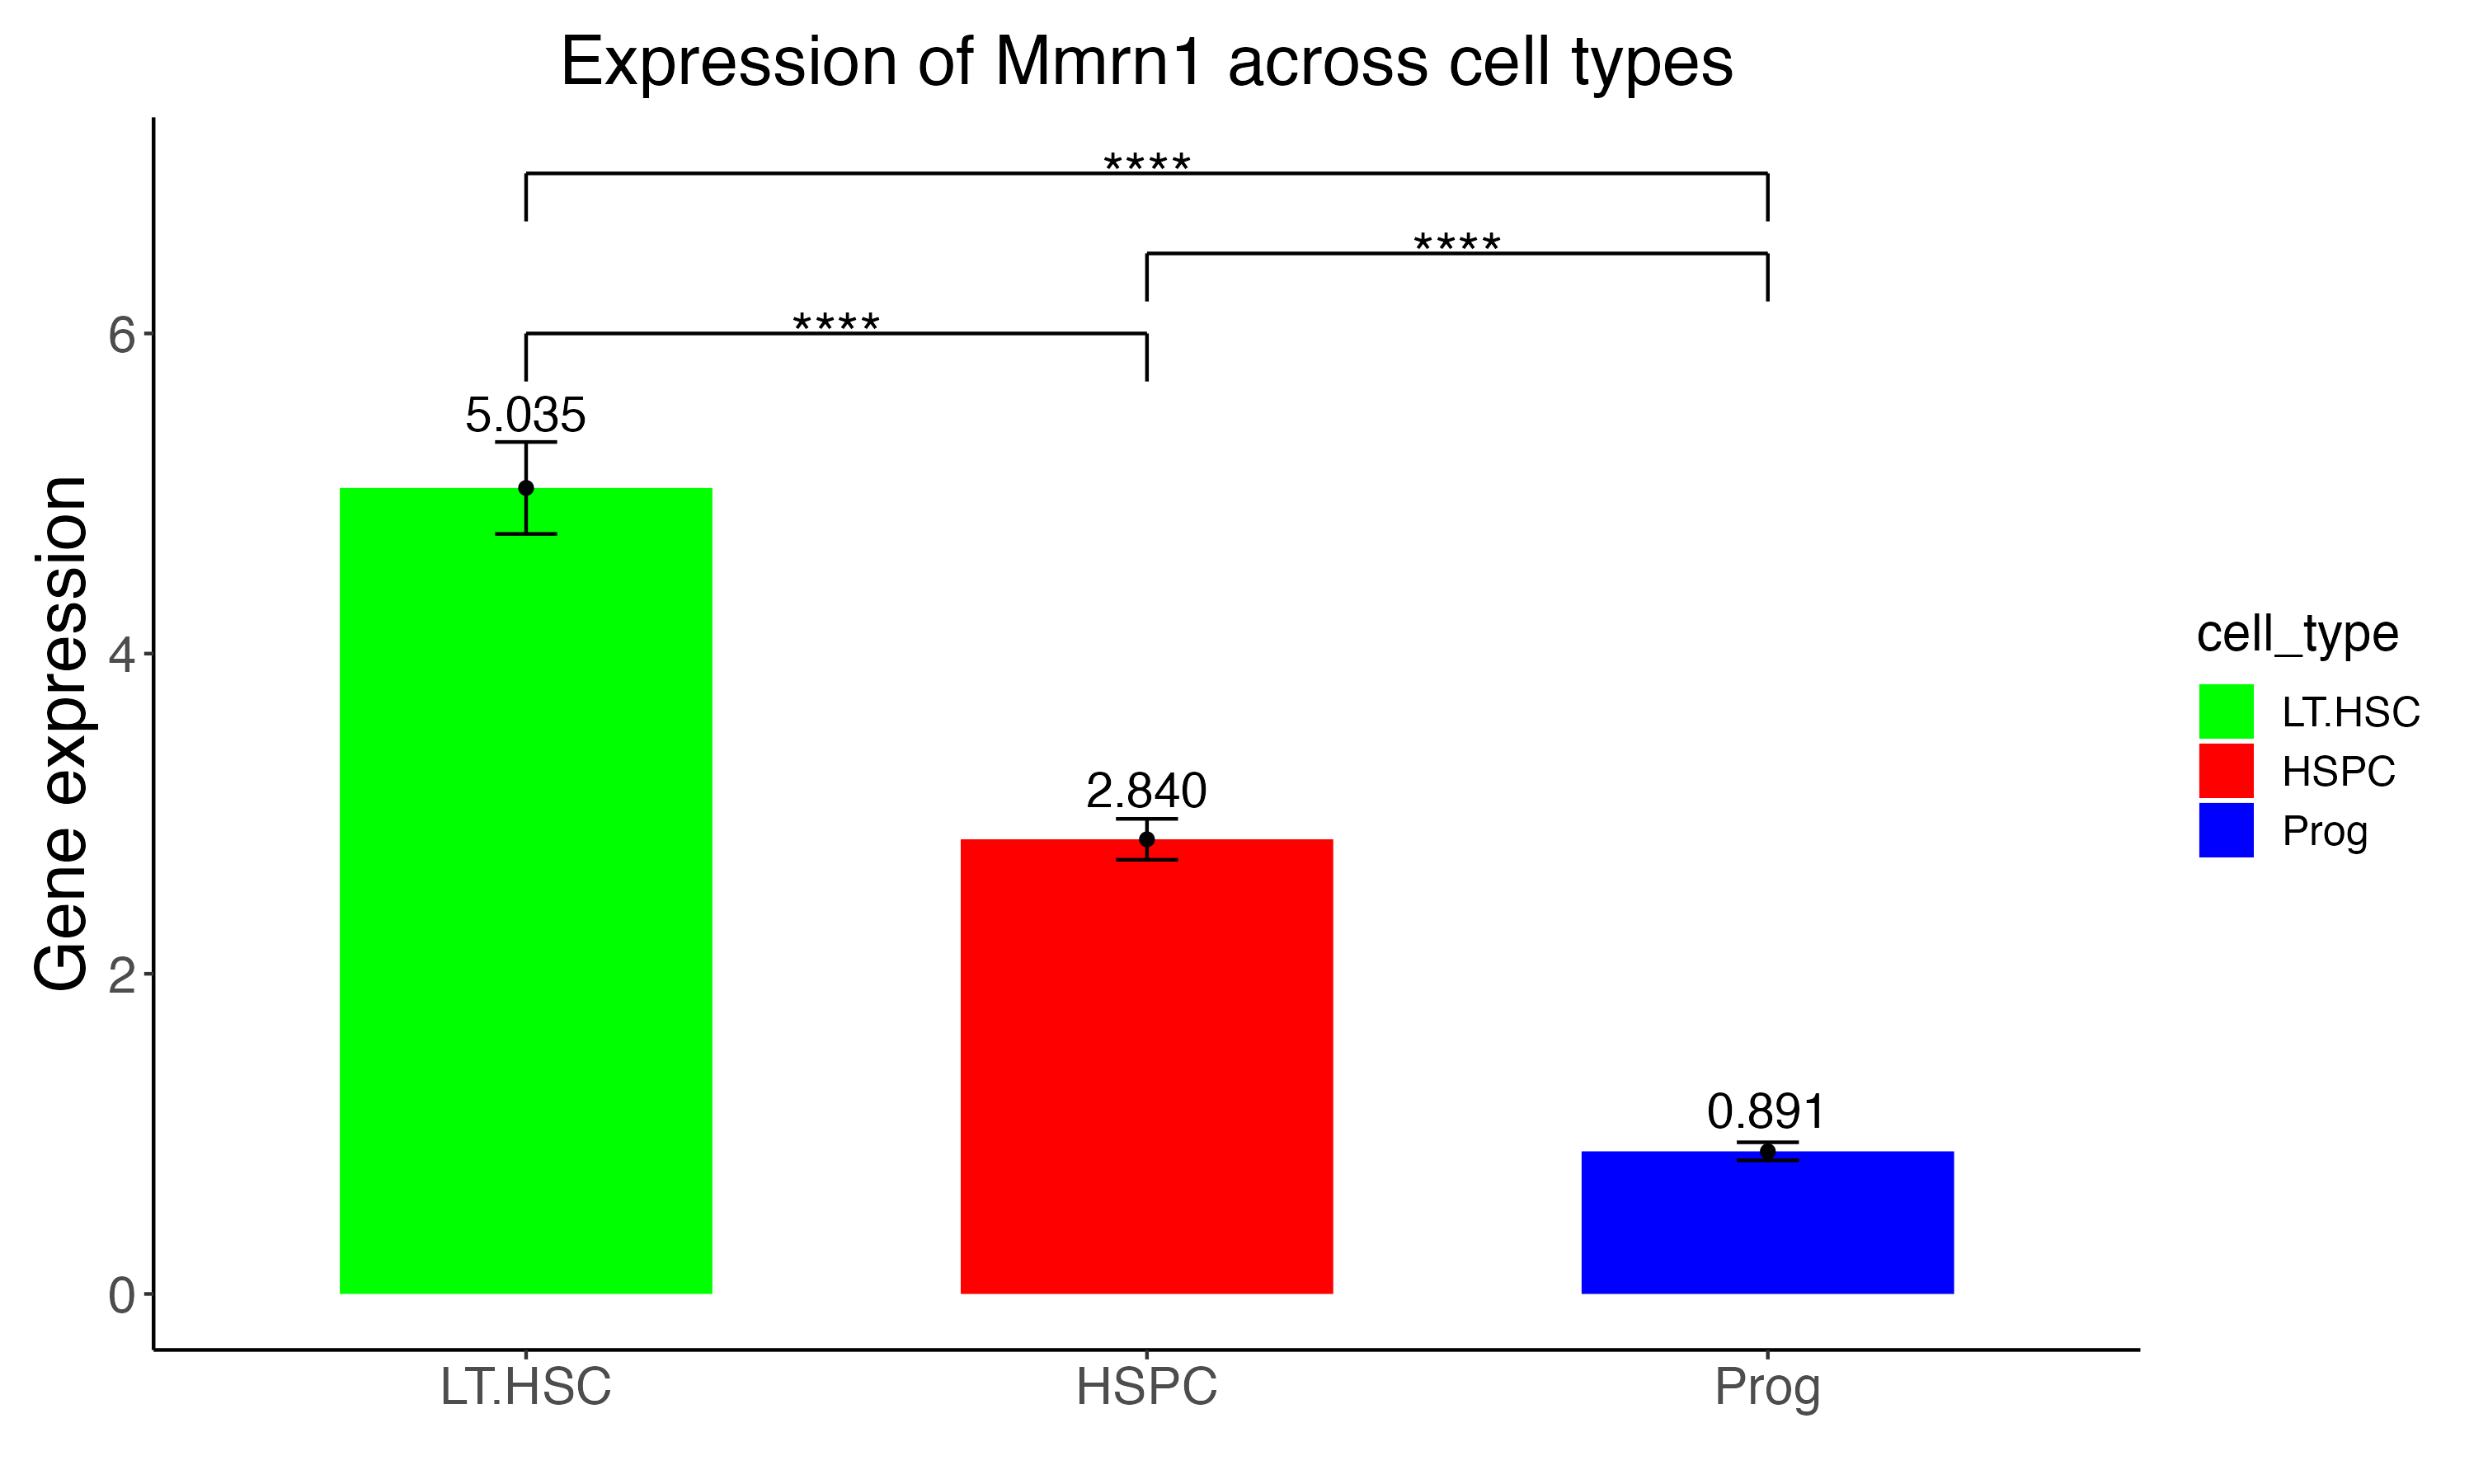 Expression of Mmrn1 across cell types
****
****
****
6
4
2
0
Gene expression
5.035
2.840
0.891
LT.HSC
HSPC
Prog
cell_type
LT.HSC
HSPC
Prog